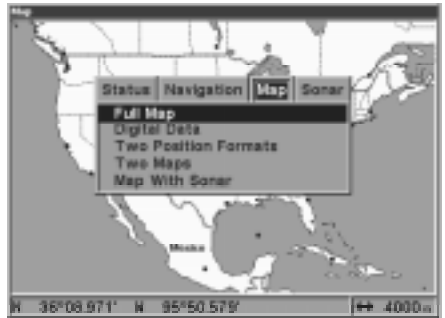 Map
Status Navigation Map Sonar
Full Map
Digital Data
Two Position Formats
Two Maps
Map With Sonar
Mexico
N 36°08.971' W 95°50.579' ↔ 4000m